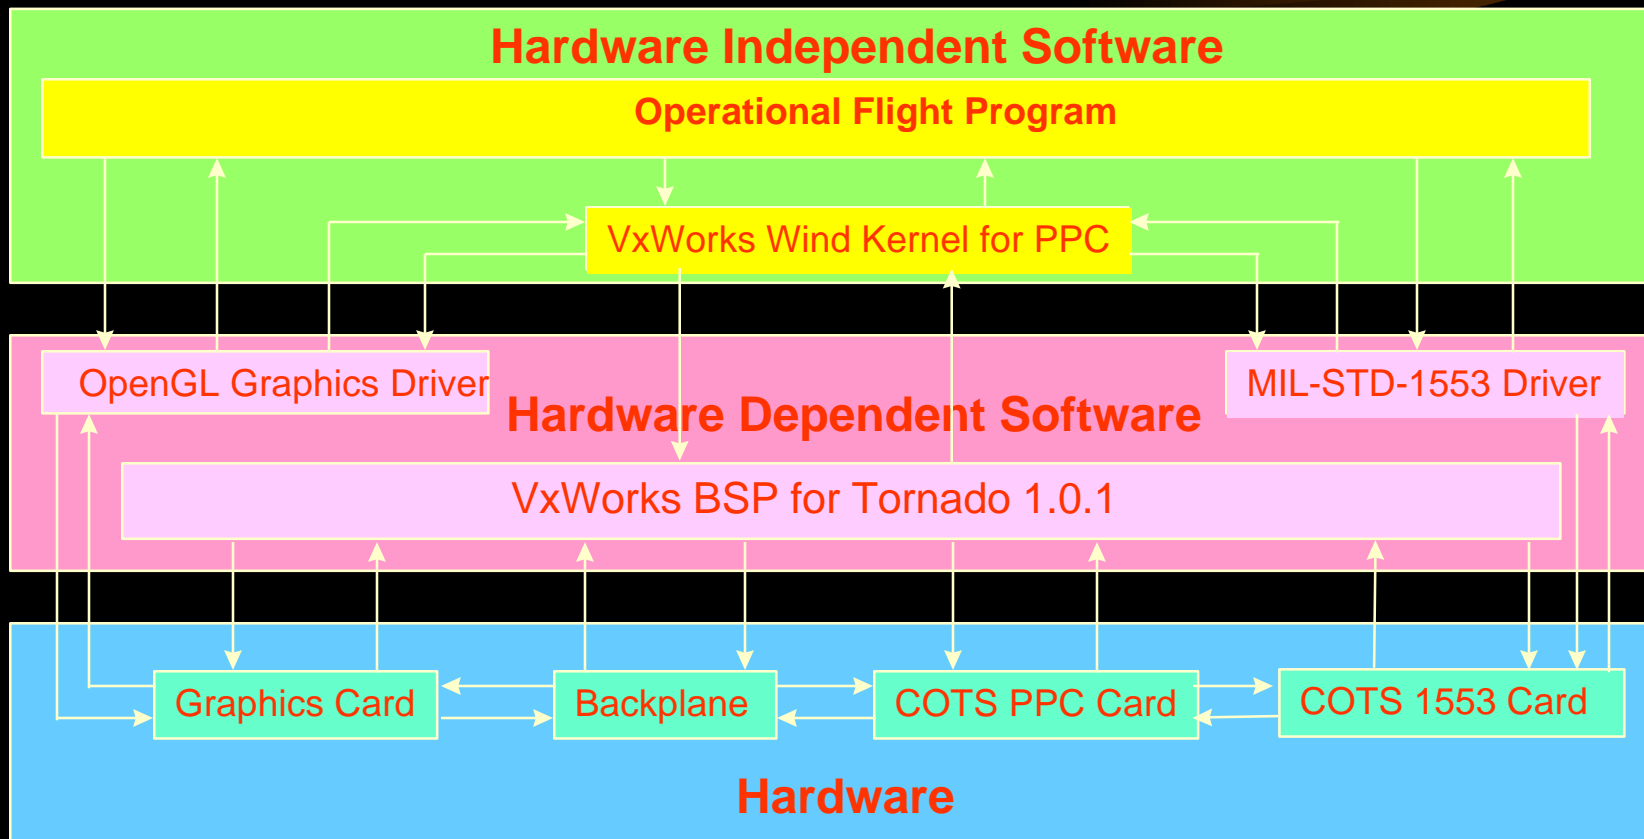 Hardware Independent Software
Operational Flight Program
VxWorks Wind Kernel for PPC
OpenGL Graphics Driver
MIL-STD-1553 Driver
Hardware Dependent Software
VxWorks BSP for Tornado 1.0.1
Graphics Card
Backplane
COTS PPC Card
COTS 1553 Card
Hardware